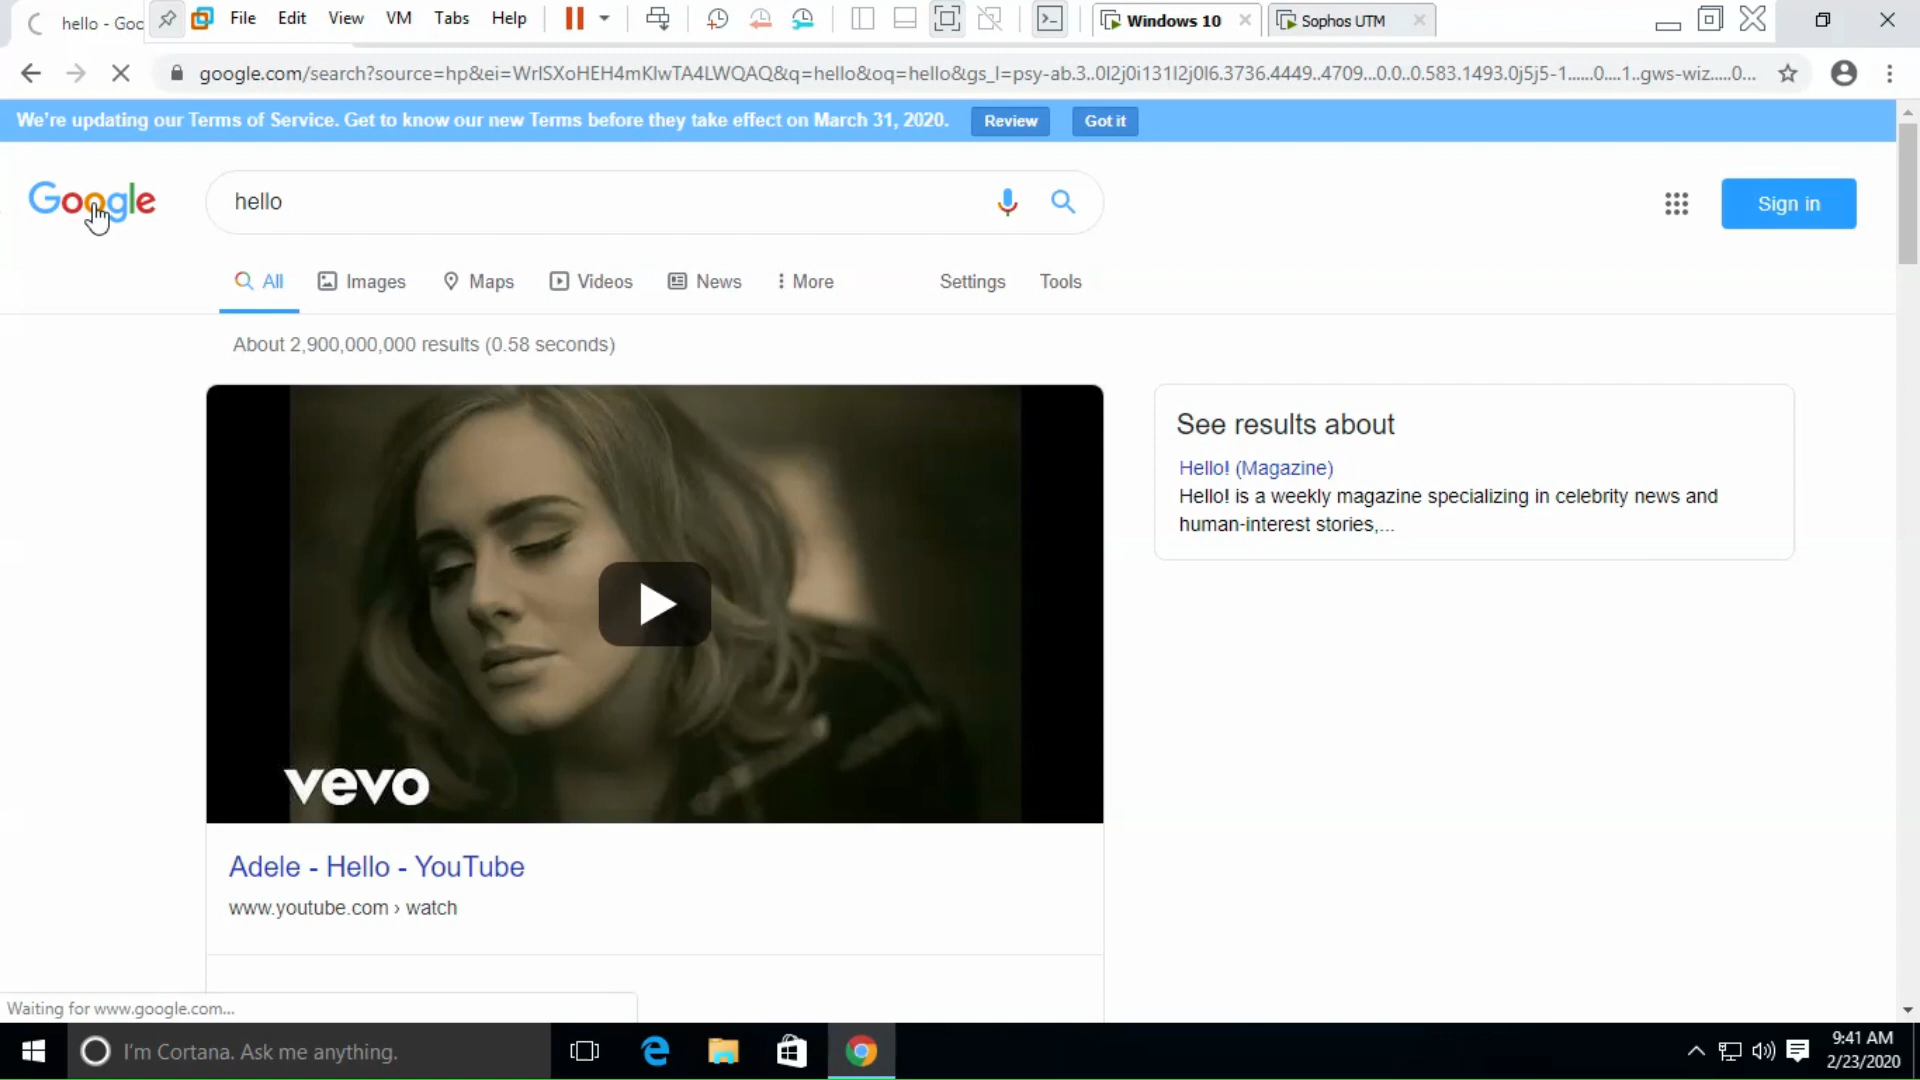 hello - Goo
File Edit View VM Tabs Help
Windows 10
Sophos UTM
google.com/search?source=hp&ei=WrlSXoHEH4mKlwTA4LWQAQ&q=hello&oq=hello&gs_l=psy-ab.3..0l2j0i131l2j0l6.3736.4449..4709...0.0..0.583.1493.0j5j5-1......0....1..gws-wiz.....0...
We're updating our Terms of Service. Get to know our new Terms before they take effect on March 31, 2020.
Review
Got it
Google
hello
Sign in
All
Images
Maps
Videos
News
More
Settings
Tools
About 2,900,000,000 results (0.58 seconds)
See results about
Hello! (Magazine)
Hello! is a weekly magazine specializing in celebrity news and
human-interest stories,...
vevo
Adele - Hello - YouTube
www.youtube.com › watch
Waiting for www.google.com...
I'm Cortana. Ask me anything.
9:41 AM
2/23/2020